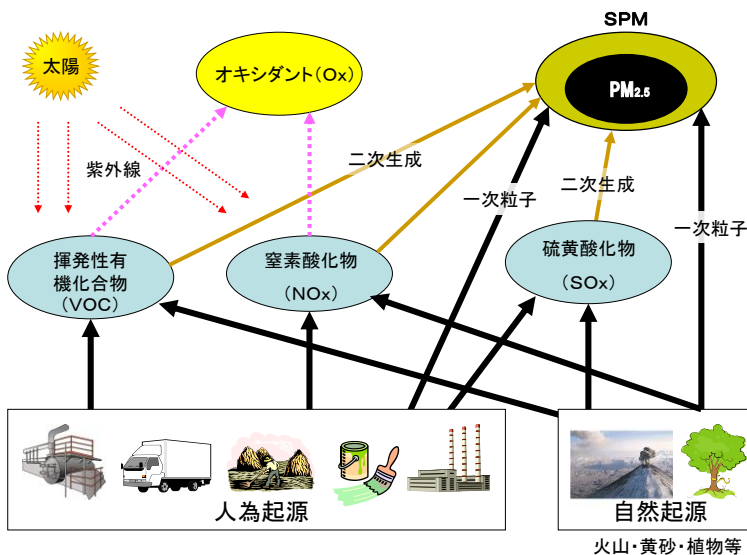 SPM
太陽
オキシダント(Ox)
PM2.5
紫外線
二次生成
一次粒子
二次生成
一次粒子
揮発性有
機化合物
(VOC)
窒素酸化物
(NOx)
硫黄酸化物
(SOx)
人為起源
自然起源
火山・黄砂・植物等